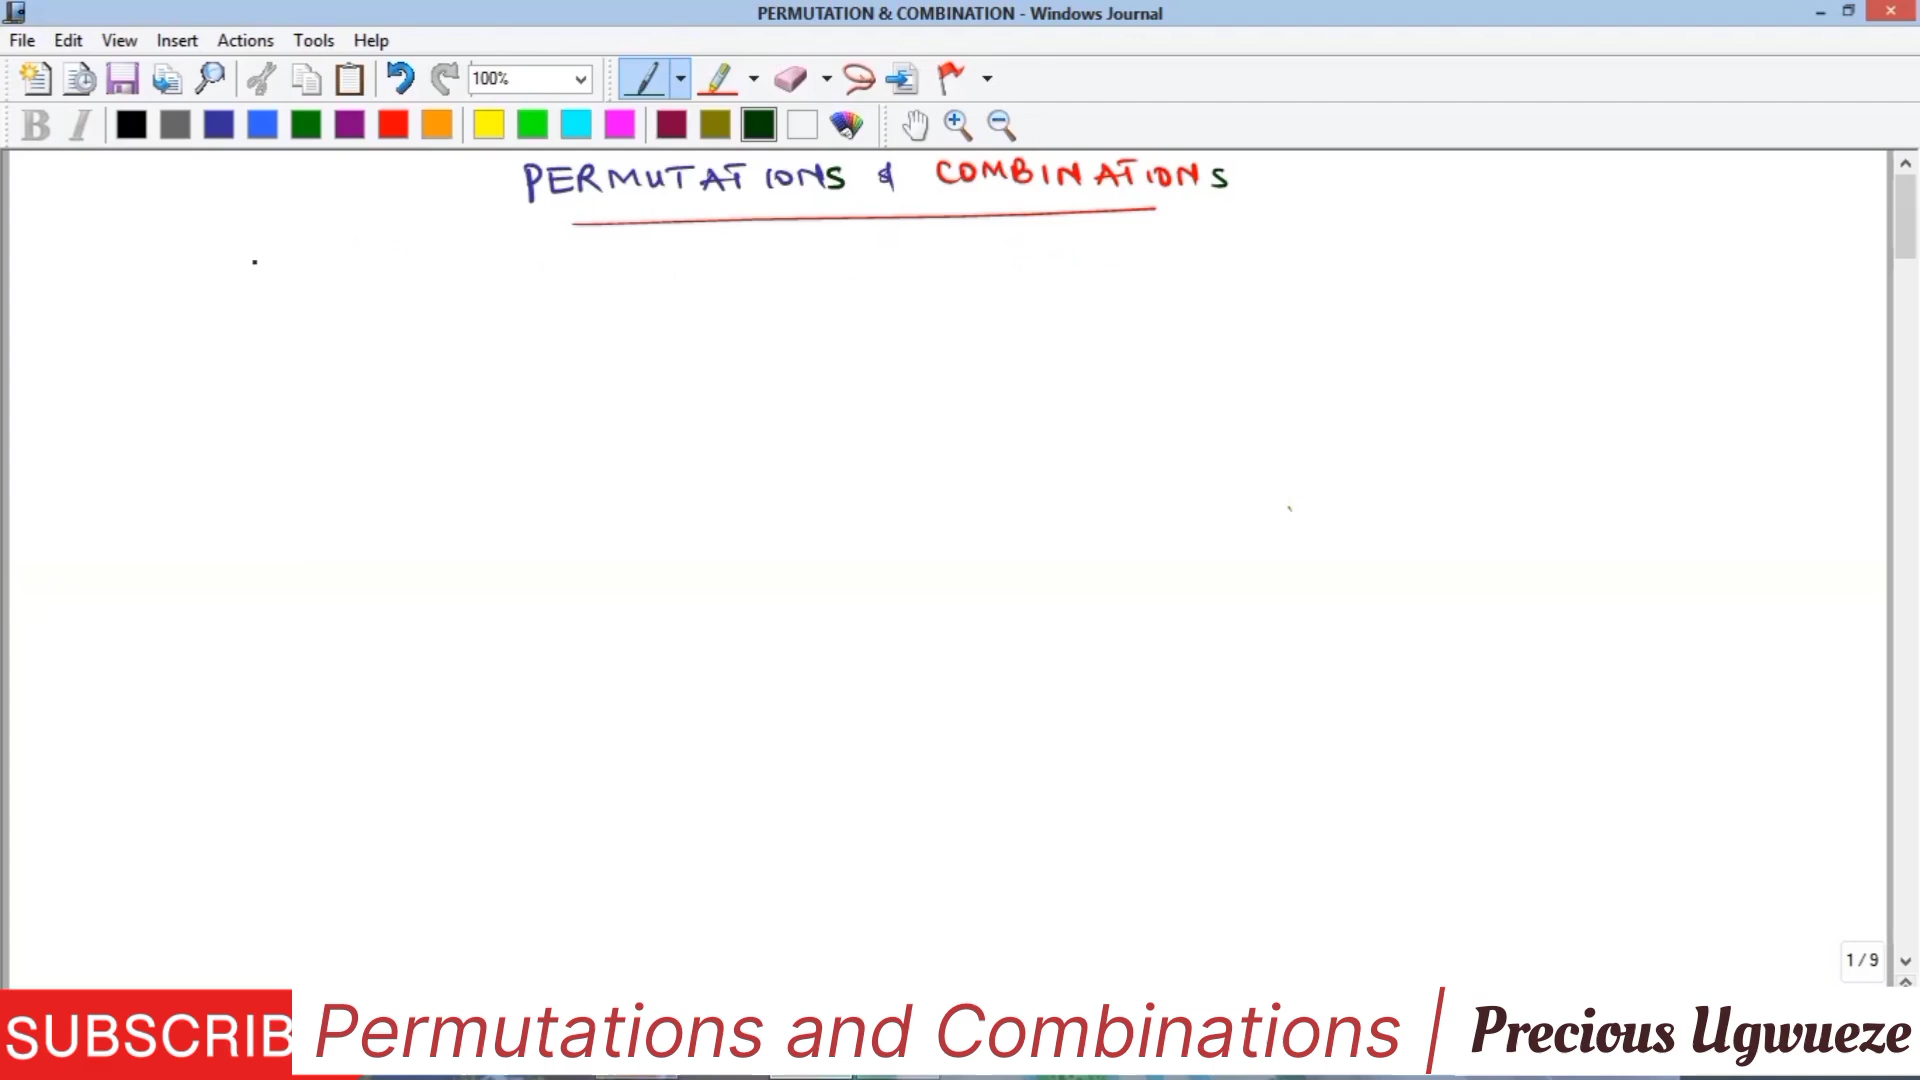 PERMUTATION & COMBINATION - Windows Journal
File Edit View Insert Actions Tools Help
100%
B I
PERMUTATIONS & COMBINATIONS
1 / 9
SUBSCRIB
Permutations and Combinations | Precious Ugwueze